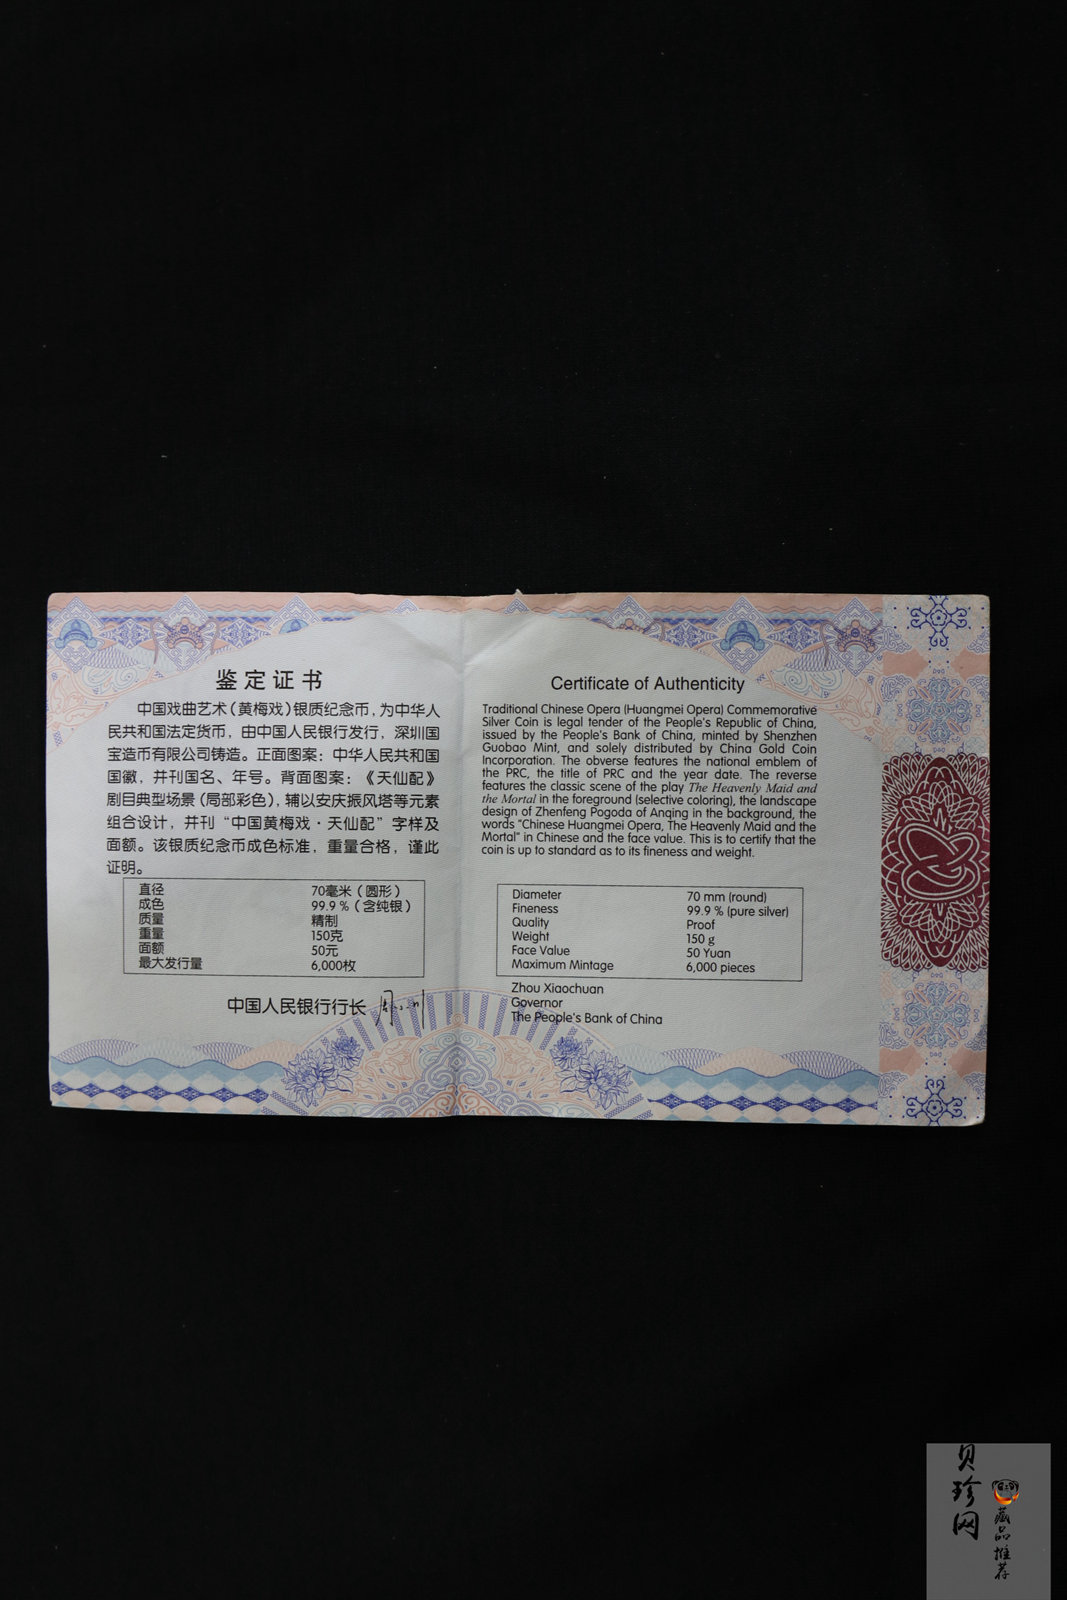 鉴定证书
中国戏曲艺术（黄梅戏）银质纪念币，为中华人
民共和国法定货币，由中国人民银行发行，深圳国
宝造币有限公司铸造。正面图案：中华人民共和国
国徽，并刊国名、年号。背面图案：《天仙配》
剧目典型场景（局部彩色），辅以安庆振风塔等元素
组合设计，并刊“中国黄梅戏·天仙配”字样及
面额。该银质纪念币成色标准，重量合格，谨此
证明。
直径 70毫米（圆形）
成色 99.9%（含纯银）
质量 精制
重量 150克
面额 50元
最大发行量 6,000枚
中国人民银行行长
Certificate of Authenticity
Traditional Chinese Opera (Huangmei Opera) Commemorative
Silver Coin is legal tender of the People's Republic of China,
issued by the People's Bank of China, minted by Shenzhen
Guobao Mint, and solely distributed by China Gold Coin
Incorporation. The obverse features the national emblem of
the PRC, the title of PRC and the year date. The reverse
features the classic scene of the play The Heavenly Maid and
the Mortal in the foreground (selective coloring), the landscape
design of Zhenfeng Pogoda of Anqing in the background, the
words "Chinese Huangmei Opera, The Heavenly Maid and the
Mortal" in Chinese and the face value. This is to certify that the
coin is up to standard as to its fineness and weight.
Diameter 70 mm (round)
Fineness 99.9 % (pure silver)
Quality Proof
Weight 150 g
Face Value 50 Yuan
Maximum Mintage 6,000 pieces
Zhou Xiaochuan
Governor
The People's Bank of China
贝珍网
藏品推荐